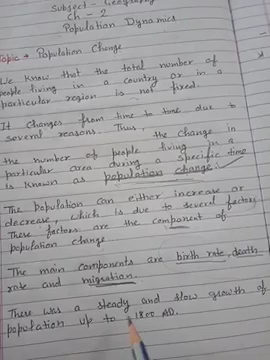 Subject - Geography
Ch - 2
Population Dynamics
Topic → Population Change
We know that the total number of
people living in a country or in a
particular region is not fixed.
It changes from time to time due to
several reasons. Thus, the change in
the number of people living in a
particular area during a specific time
is known as population change.
The population can either increase or
decrease, which is due to several factors.
These factors are the component of
population change
The main components are birth rate, death
rate and migration.
There was a steady and slow growth of
population up to 1800 AD.